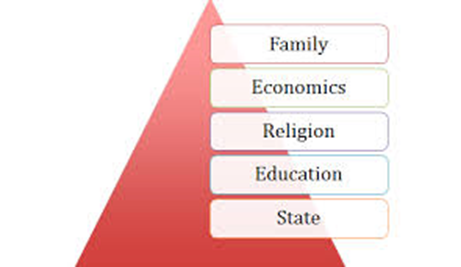 Family
Economics
Religion
Education
State